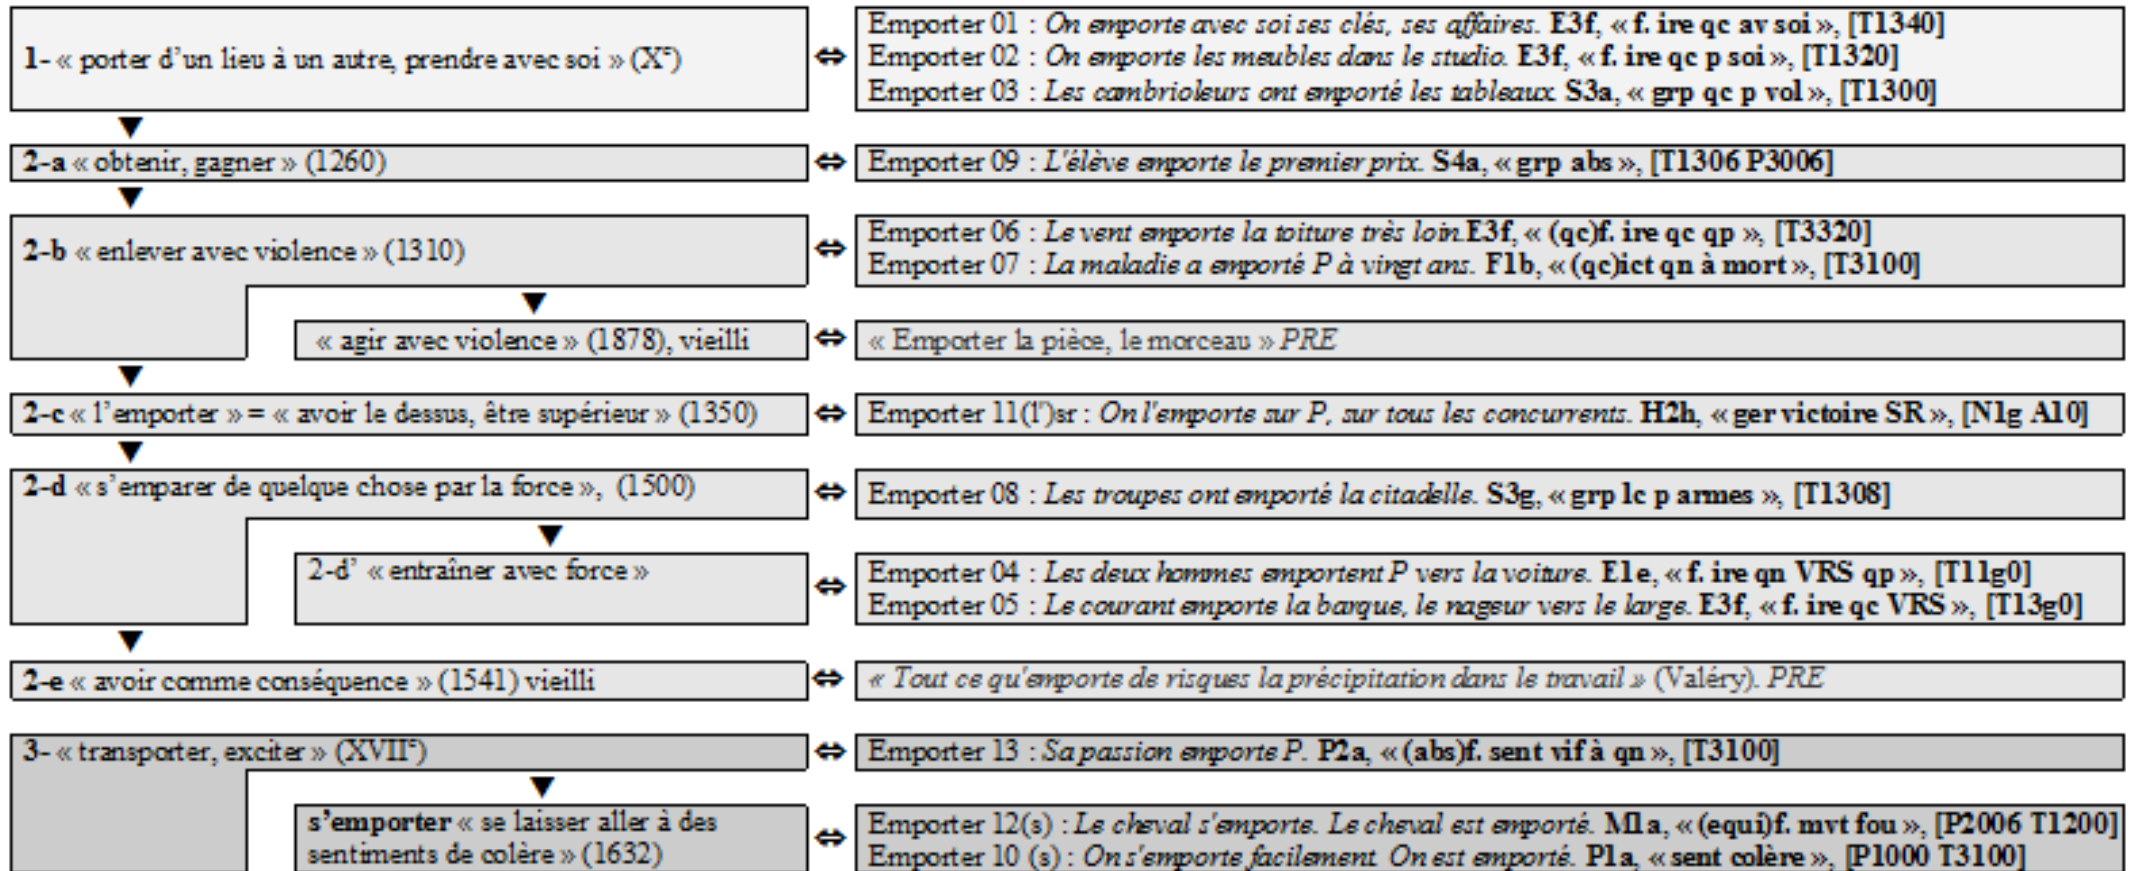 1- « porter d'un lieu à un autre, prendre avec soi » (X°)
⇔
Emporter 01 : On emporte avec soi ses clés, ses affaires. E3f, « f. ire qc av soi », [T1340]
Emporter 02 : On emporte les meubles dans le studio. E3f, « f. ire qc p soi », [T1320]
Emporter 03 : Les cambrioleurs ont emporté les tableaux. S3a, « grp qc p vol », [T1300]
▼
2-a « obtenir, gagner » (1260)
⇔
Emporter 09 : L'élève emporte le premier prix. S4a, « grp abs », [T1306 P3006]
▼
2-b « enlever avec violence » (1310)
⇔
Emporter 06 : Le vent emporte la toiture très loin. E3f, « (qc)f. ire qc qp », [T3320]
Emporter 07 : La maladie a emporté P à vingt ans. F1b, « (qc)ict qn à mort », [T3100]
▼
« agir avec violence » (1878), vieilli
⇔
« Emporter la pièce, le morceau » PRE
▼
2-c « l'emporter » = « avoir le dessus, être supérieur » (1350)
⇔
Emporter 11(l')sr : On l'emporte sur P, sur tous les concurrents. H2h, « ger victoire SR », [N1g A10]
▼
2-d « s'emparer de quelque chose par la force », (1500)
⇔
Emporter 08 : Les troupes ont emporté la citadelle. S3g, « grp lc p armes », [T1308]
▼
2-d' « entraîner avec force »
⇔
Emporter 04 : Les deux hommes emportent P vers la voiture. E1e, « f. ire qn VRS qp », [T11g0]
Emporter 05 : Le courant emporte la barque, le nageur vers le large. E3f, « f. ire qc VRS », [T13g0]
▼
2-e « avoir comme conséquence » (1541) vieilli
⇔
« Tout ce qu'emporte de risques la précipitation dans le travail » (Valéry). PRE
3- « transporter, exciter » (XVII°)
⇔
Emporter 13 : Sa passion emporte P. P2a, « (abs)f. sent vif à qn », [T3100]
▼
s'emporter « se laisser aller à des
sentiments de colère » (1632)
⇔
Emporter 12(s) : Le cheval s'emporte. Le cheval est emporté. M1a, « (equi)f. mvt fou », [P2006 T1200]
Emporter 10 (s) : On s'emporte facilement. On est emporté. P1a, « sent colère », [P1000 T3100]